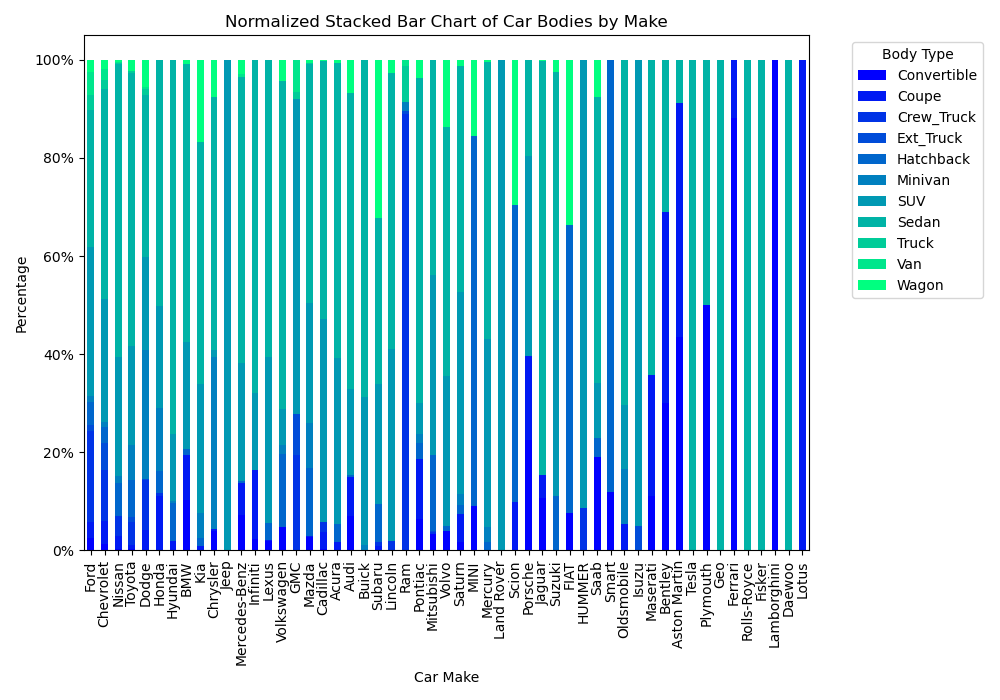 Normalized Stacked Bar Chart of Car Bodies by Make
Percentage
100%
80%
60%
40%
20%
0%
Ford
Chevrolet
Nissan
Toyota
Dodge
Honda
Hyundai
BMW
Kia
Chrysler
Jeep
Mercedes-Benz
Infiniti
Lexus
Volkswagen
GMC
Mazda
Cadillac
Acura
Audi
Buick
Subaru
Lincoln
Ram
Pontiac
Mitsubishi
Volvo
Saturn
MINI
Mercury
Land Rover
Scion
Porsche
Jaguar
Suzuki
FIAT
HUMMER
Saab
Smart
Oldsmobile
Isuzu
Maserati
Bentley
Aston Martin
Tesla
Plymouth
Geo
Ferrari
Rolls-Royce
Fisker
Lamborghini
Daewoo
Lotus
Car Make
Body Type
Convertible
Coupe
Crew_Truck
Ext_Truck
Hatchback
Minivan
SUV
Sedan
Truck
Van
Wagon